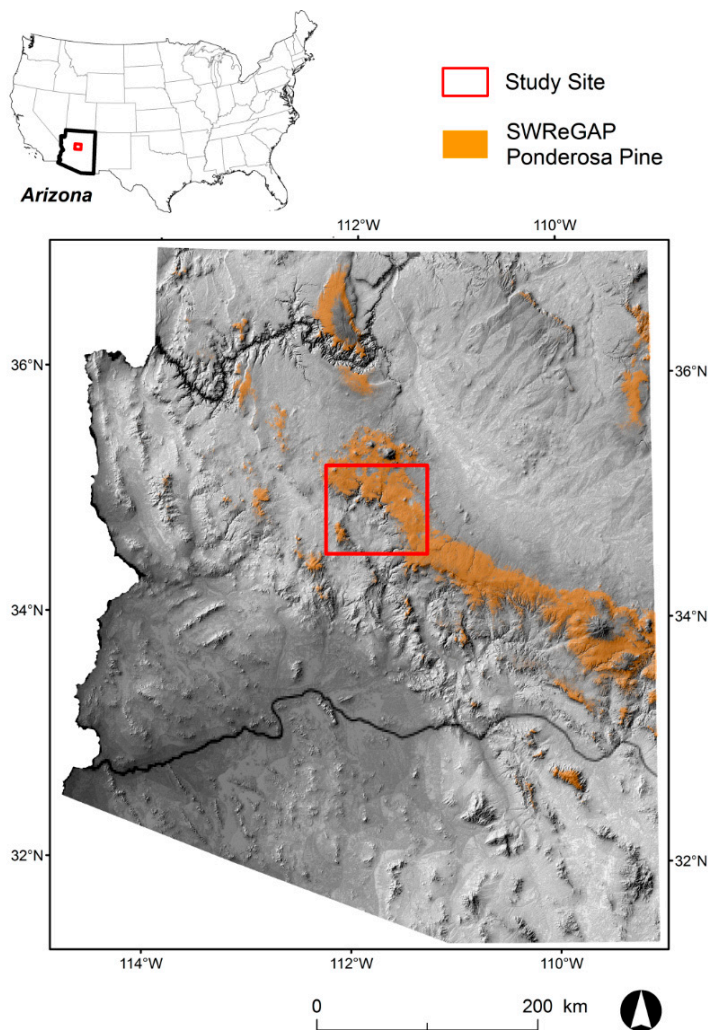 Arizona
Study Site
SWReGAP
Ponderosa Pine
112°W
110°W
36°N
36°N
34°N
34°N
32°N
32°N
114°W
112°W
110°W
0
200 km